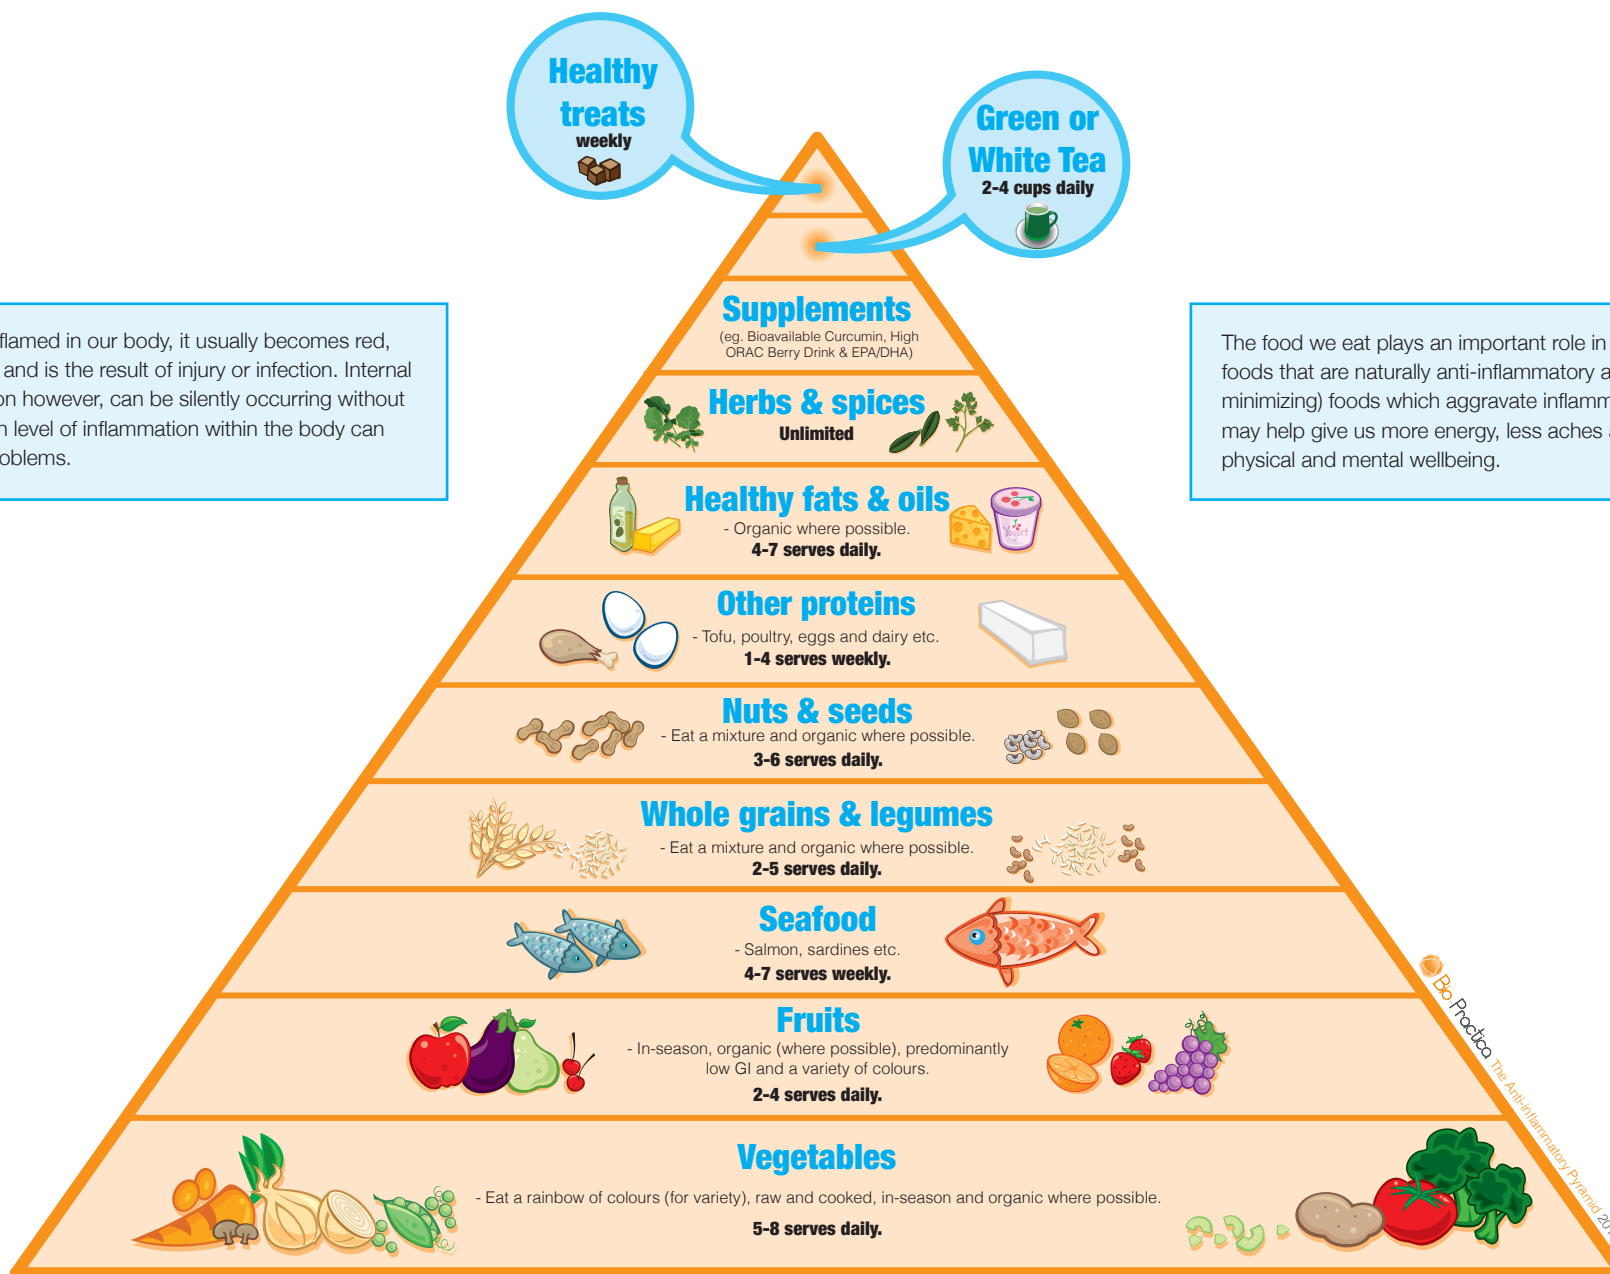 Healthy
treats
weekly
Green or
White Tea
2-4 cups daily
flamed in our body, it usually becomes red,
and is the result of injury or infection. Internal
on however, can be silently occurring without
level of inflammation within the body can
oblems.
The food we eat plays an important role in
foods that are naturally anti-inflammatory a
minimizing) foods which aggravate inflamm
may help give us more energy, less aches
physical and mental wellbeing.
Supplements
(eg. Bioavailable Curcumin, High
ORAC Berry Drink & EPA/DHA)
Herbs & spices
Unlimited
Healthy fats & oils
- Organic where possible.
4-7 serves daily.
Yogurt
Other proteins
- Tofu, poultry, eggs and dairy etc.
1-4 serves weekly.
Nuts & seeds
- Eat a mixture and organic where possible.
3-6 serves daily.
Whole grains & legumes
- Eat a mixture and organic where possible.
2-5 serves daily.
Seafood
- Salmon, sardines etc.
4-7 serves weekly.
Fruits
- In-season, organic (where possible), predominantly
low GI and a variety of colours.
2-4 serves daily.
Vegetables
- Eat a rainbow of colours (for variety), raw and cooked, in-season and organic where possible.
5-8 serves daily.
Bio-Practica The Anti-inflammatory Pyramid